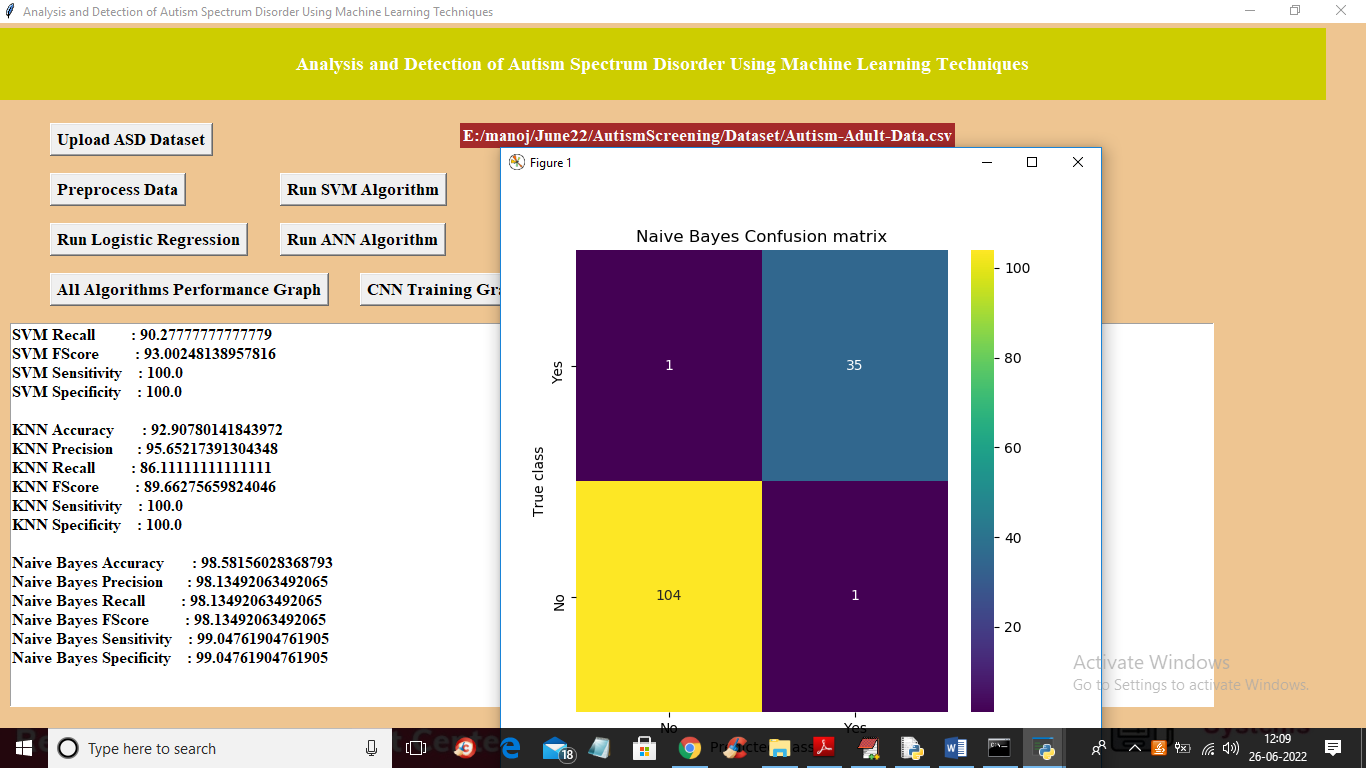 Analysis and Detection of Autism Spectrum Disorder Using Machine Learning Techniques
Analysis and Detection of Autism Spectrum Disorder Using Machine Learning Techniques
Upload ASD Dataset
E:/manoj/June22/AutismScreening/Dataset/Autism-Adult-Data.csv
Preprocess Data
Run SVM Algorithm
Run Logistic Regression
Run ANN Algorithm
All Algorithms Performance Graph
CNN Training Gra
SVM Recall : 90.27777777777779
SVM FScore : 93.00248138957816
SVM Sensitivity : 100.0
SVM Specificity : 100.0
KNN Accuracy : 92.90780141843972
KNN Precision : 95.65217391304348
KNN Recall : 86.11111111111111
KNN FScore : 89.66275659824046
KNN Sensitivity : 100.0
KNN Specificity : 100.0
Naive Bayes Accuracy : 98.58156028368793
Naive Bayes Precision : 98.13492063492065
Naive Bayes Recall : 98.13492063492065
Naive Bayes FScore : 98.13492063492065
Naive Bayes Sensitivity : 99.04761904761905
Naive Bayes Specificity : 99.04761904761905
Figure 1
Naive Bayes Confusion matrix
True class
Yes
1
35
No
104
1
No
Yes
100
80
60
40
20
Activate Windows
Go to Settings to activate Windows.
Type here to search
18
12:09
26-06-2022